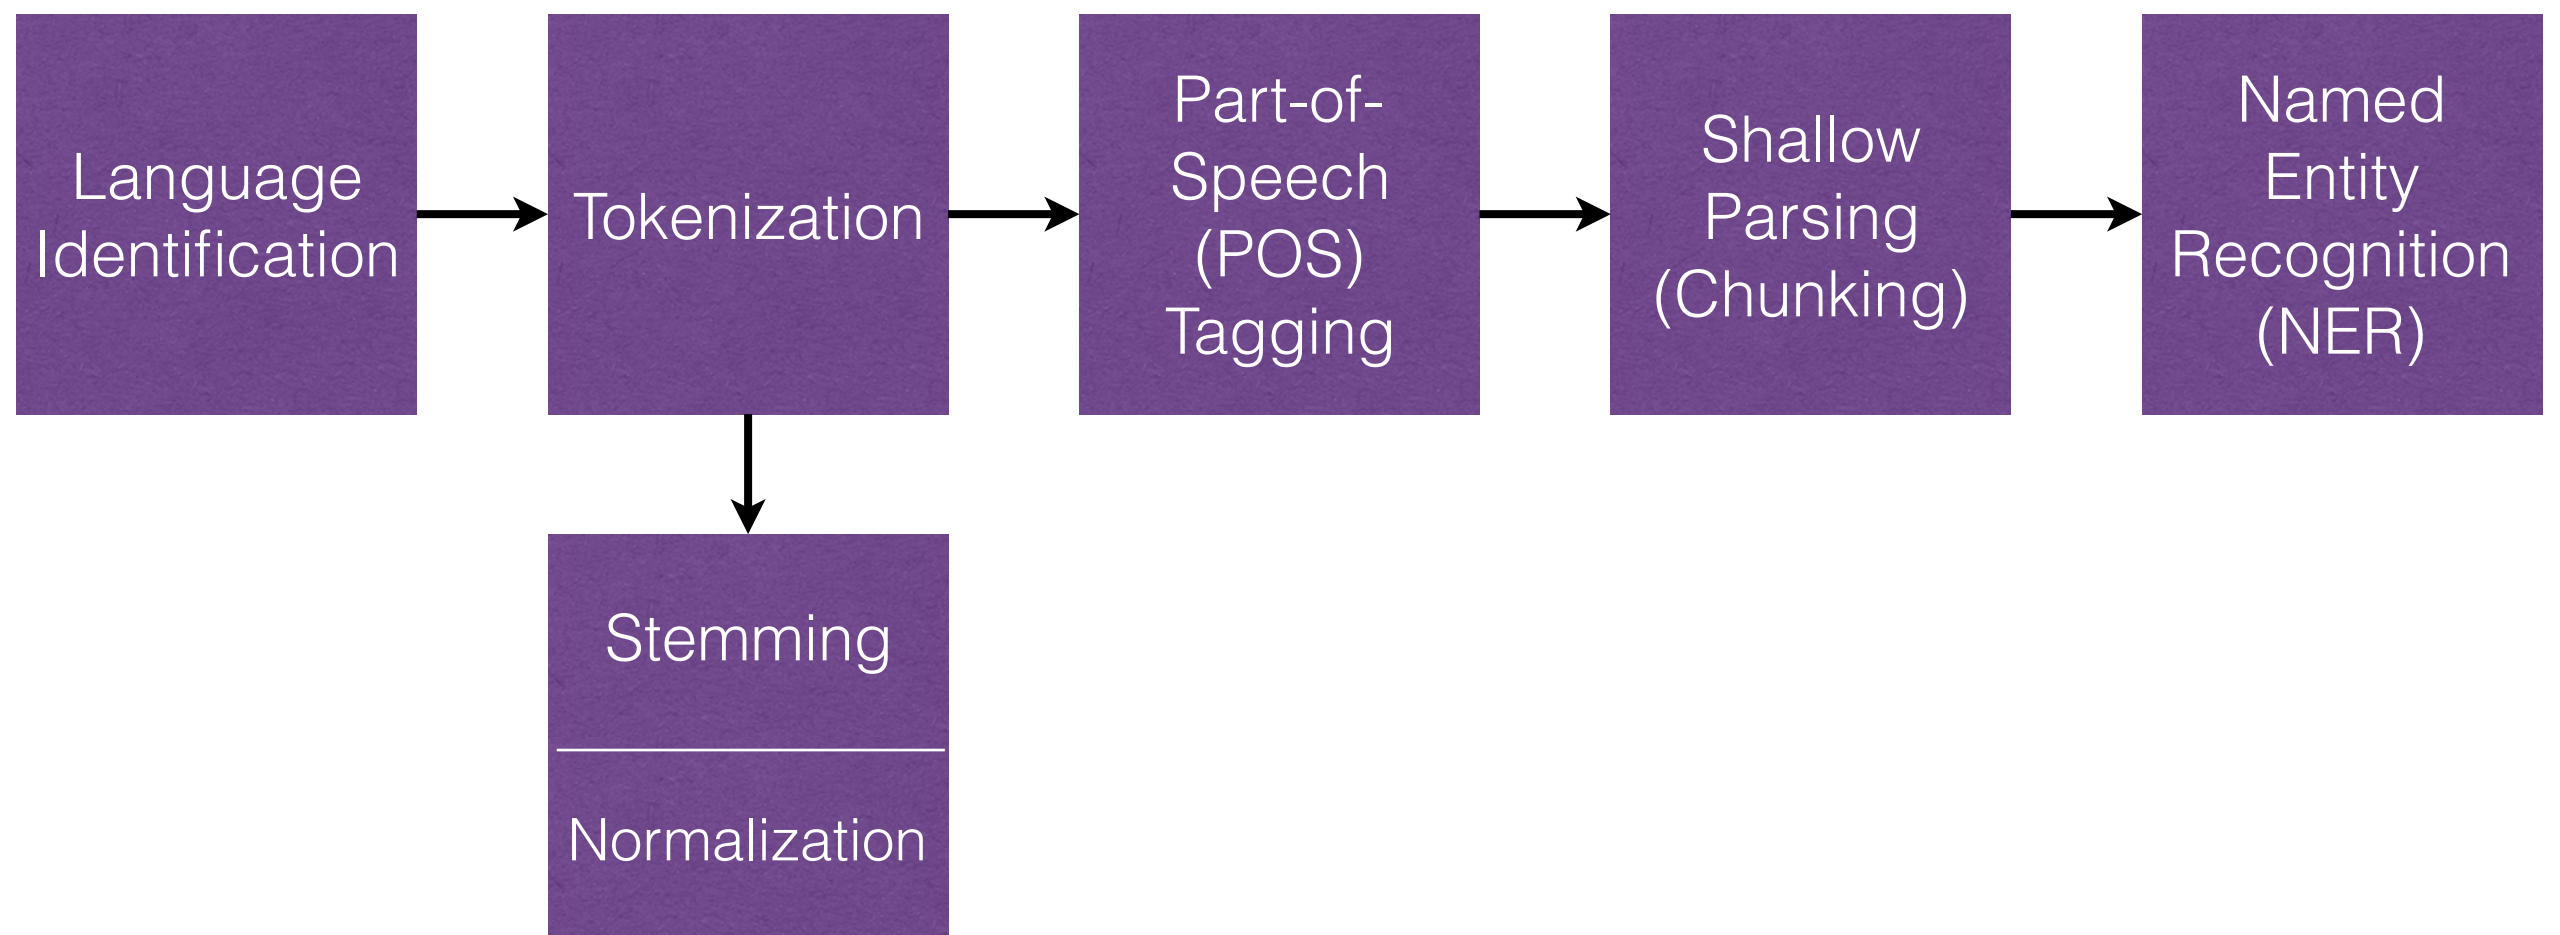 Language
Identification
Tokenization
Part-of-
Speech
(POS)
Tagging
Shallow
Parsing
(Chunking)
Named
Entity
Recognition
(NER)
Stemming
Normalization